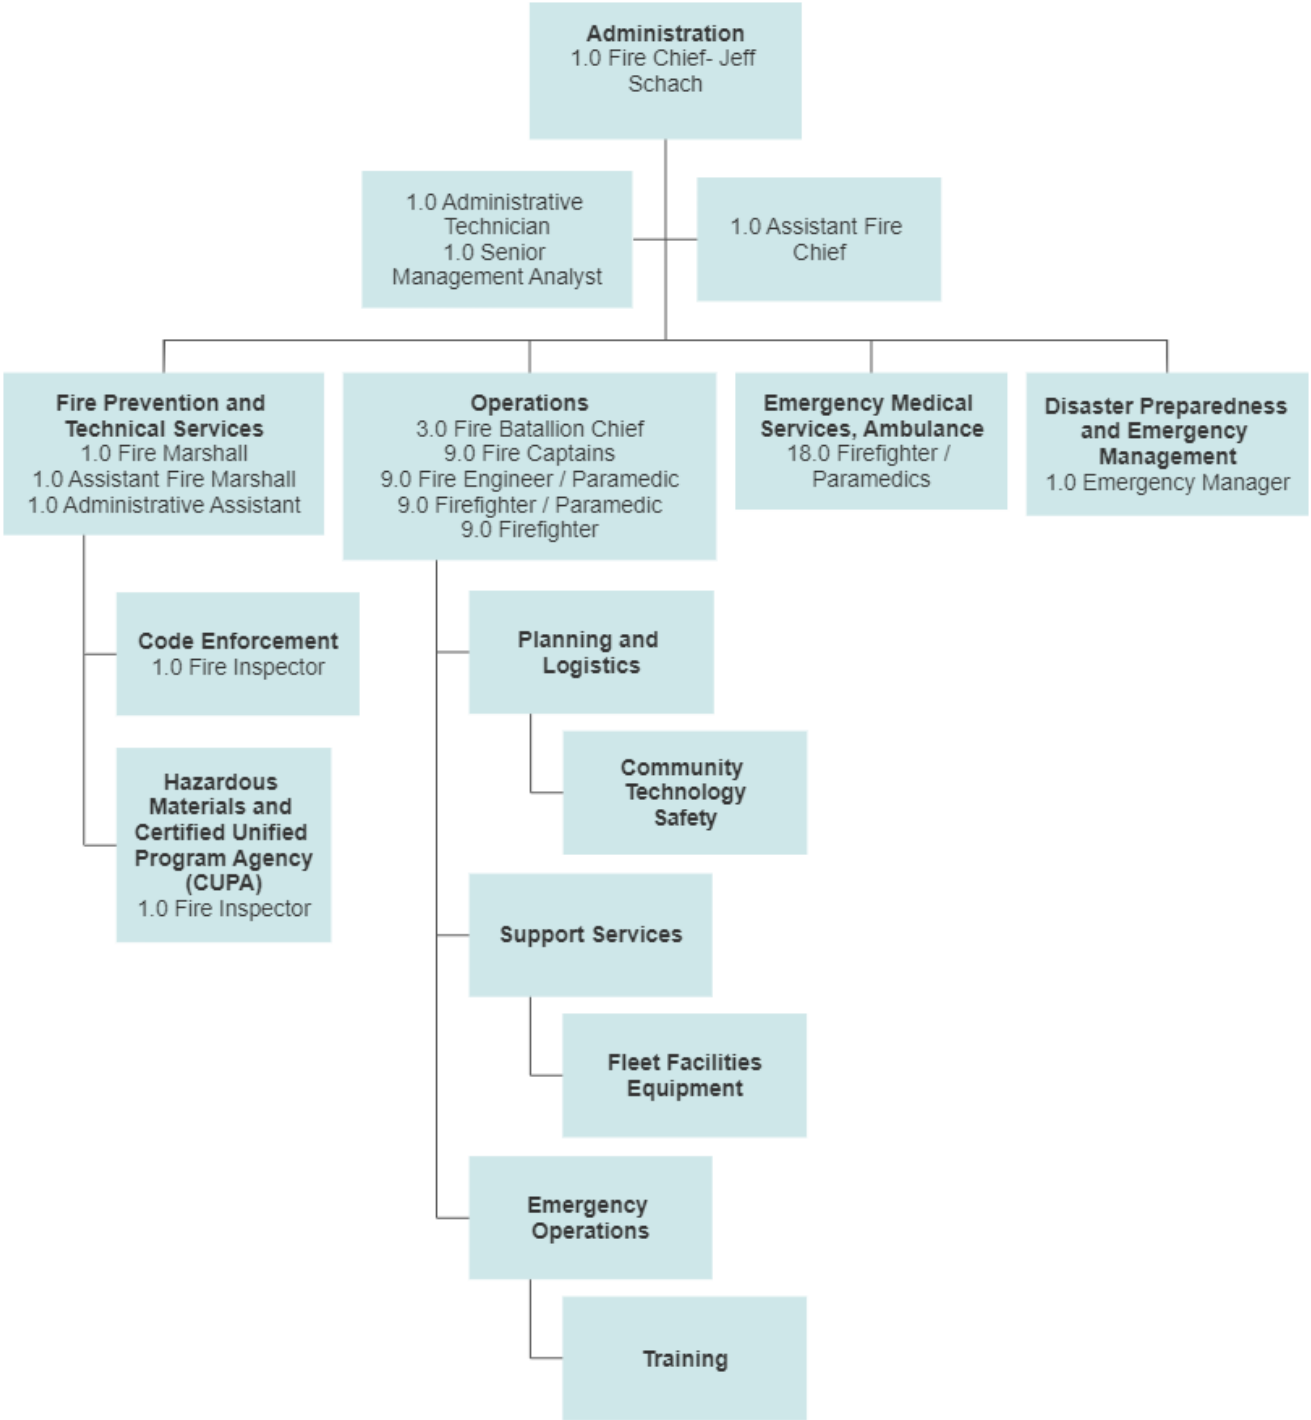 Administration
1.0 Fire Chief- Jeff
Schach
1.0 Administrative
Technician
1.0 Senior
Management Analyst
1.0 Assistant Fire
Chief
Fire Prevention and
Technical Services
1.0 Fire Marshall
1.0 Assistant Fire Marshall
1.0 Administrative Assistant
Operations
3.0 Fire Batallion Chief
9.0 Fire Captains
9.0 Fire Engineer / Paramedic
9.0 Firefighter / Paramedic
9.0 Firefighter
Emergency Medical
Services, Ambulance
18.0 Firefighter /
Paramedics
Disaster Preparedness
and Emergency
Management
1.0 Emergency Manager
Code Enforcement
1.0 Fire Inspector
Hazardous
Materials and
Certified Unified
Program Agency
(CUPA)
1.0 Fire Inspector
Planning and
Logistics
Community
Technology
Safety
Support Services
Fleet Facilities
Equipment
Emergency
Operations
Training